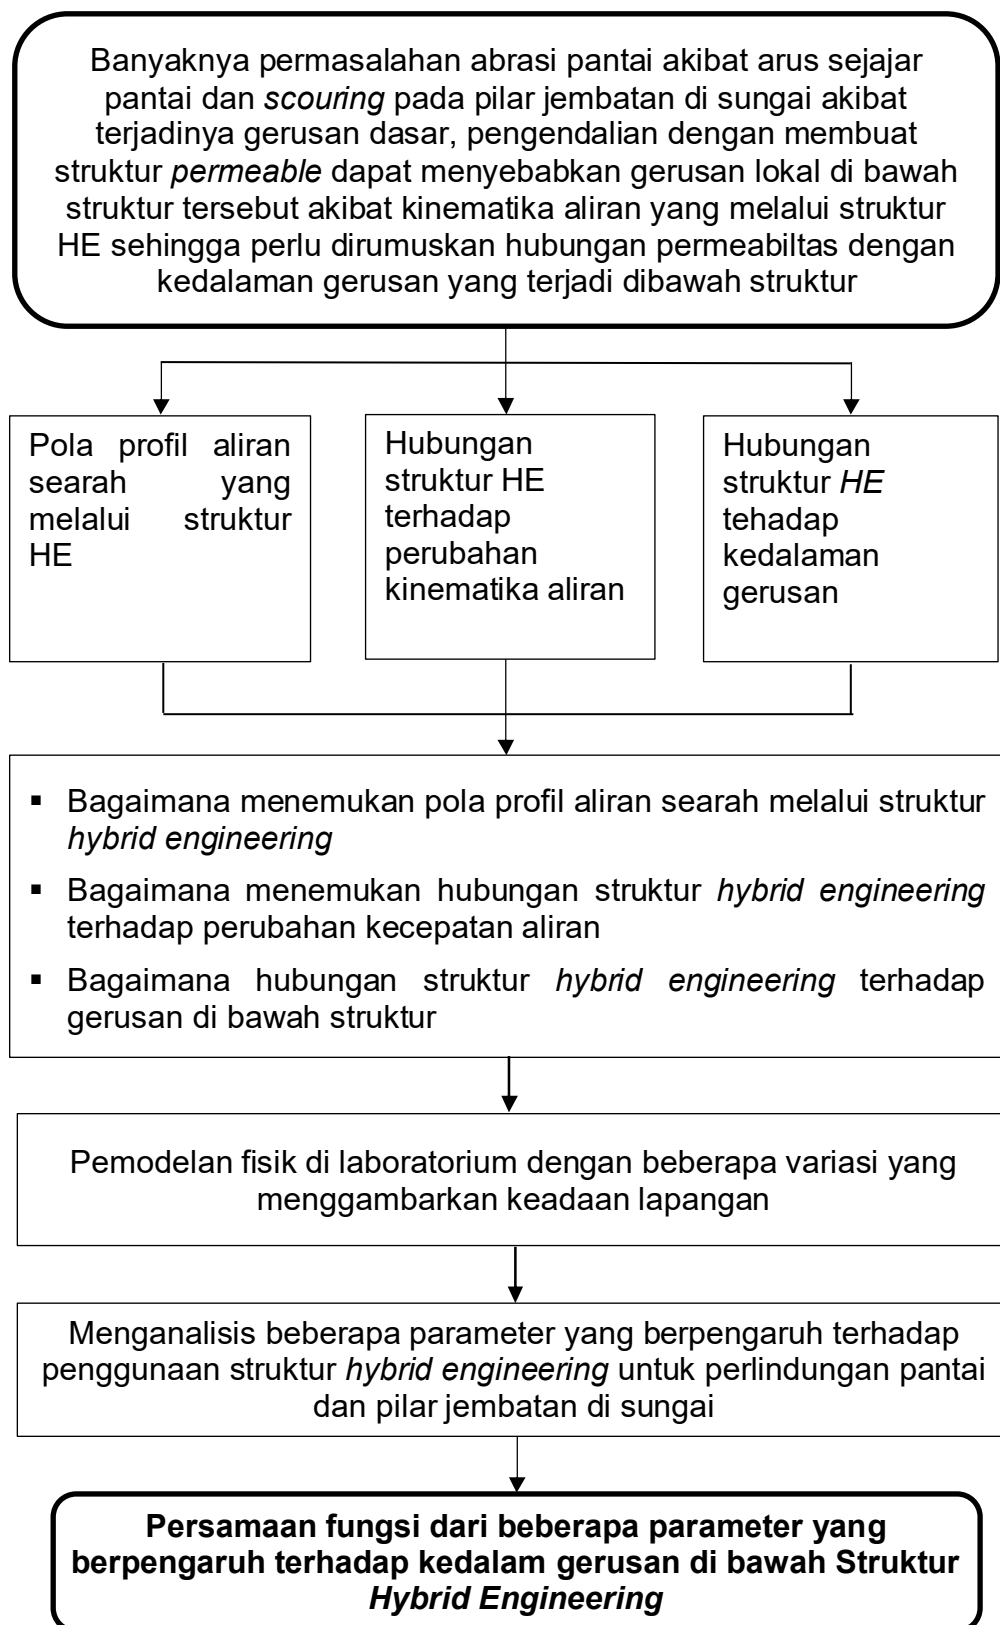 Banyaknya permasalahan abrasi pantai akibat arus sejajar
pantai dan scouring pada pilar jembatan di sungai akibat
terjadinya gerusan dasar, pengendalian dengan membuat
struktur permeable dapat menyebabkan gerusan lokal di bawah
struktur tersebut akibat kinematika aliran yang melalui struktur
HE sehingga perlu dirumuskan hubungan permeabiltas dengan
kedalaman gerusan yang terjadi dibawah struktur
Pola profil aliran
searah yang
melalui struktur
HE
Hubungan
struktur HE
terhadap
perubahan
kinematika aliran
Hubungan
struktur HE
tehadap
kedalaman
gerusan
▪ Bagaimana menemukan pola profil aliran searah melalui struktur
hybrid engineering
▪ Bagaimana menemukan hubungan struktur hybrid engineering
terhadap perubahan kecepatan aliran
▪ Bagaimana hubungan struktur hybrid engineering terhadap
gerusan di bawah struktur
Pemodelan fisik di laboratorium dengan beberapa variasi yang
menggambarkan keadaan lapangan
Menganalisis beberapa parameter yang berpengaruh terhadap
penggunaan struktur hybrid engineering untuk perlindungan pantai
dan pilar jembatan di sungai
Persamaan fungsi dari beberapa parameter yang
berpengaruh terhadap kedalam gerusan di bawah Struktur
Hybrid Engineering